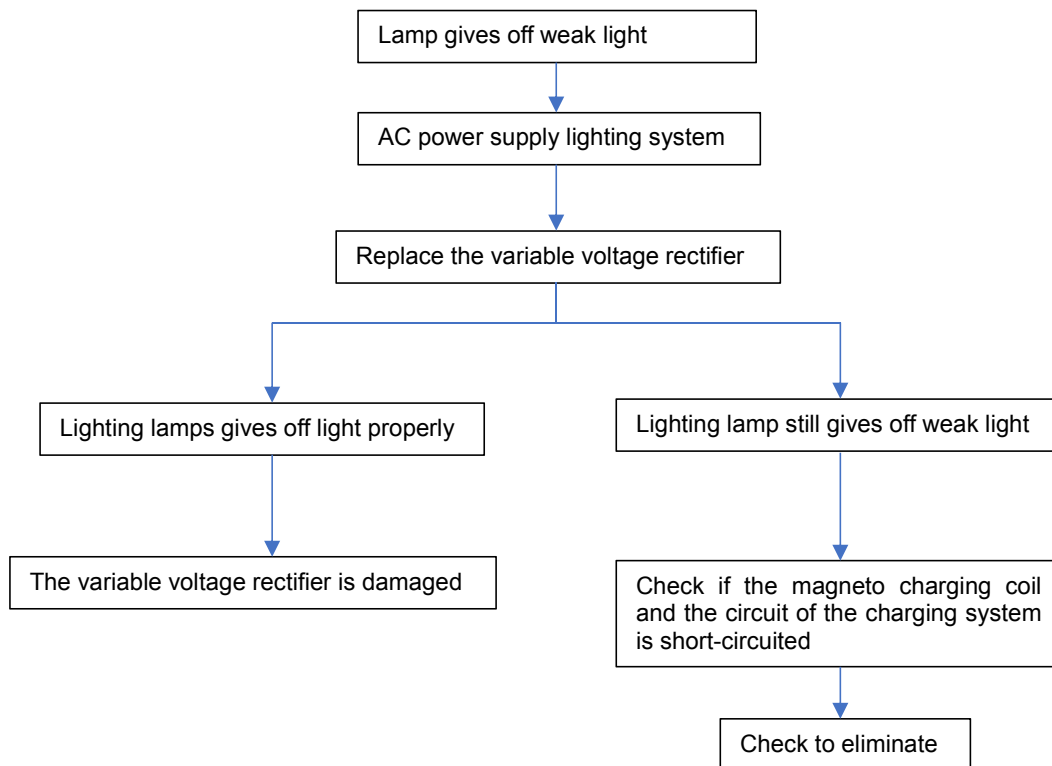 Lamp gives off weak light
AC power supply lighting system
Replace the variable voltage rectifier
Lighting lamps gives off light properly
Lighting lamp still gives off weak light
The variable voltage rectifier is damaged
Check if the magneto charging coil
and the circuit of the charging system
is short-circuited
Check to eliminate